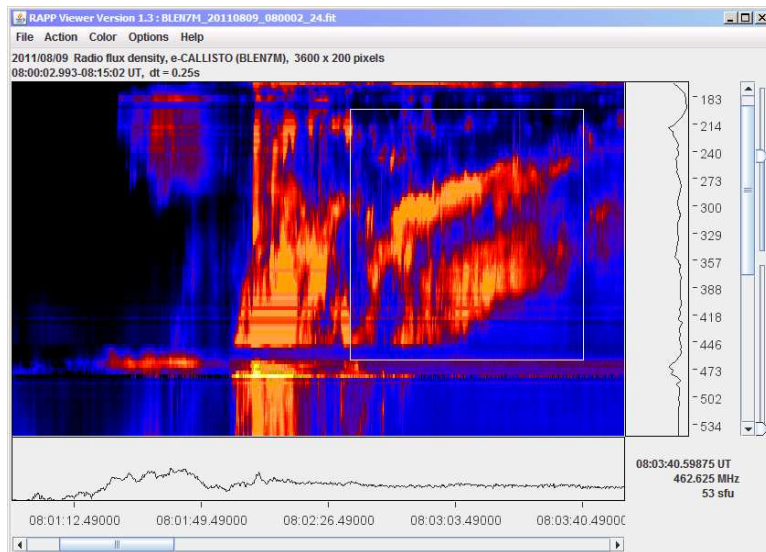 RAPP Viewer Version 1.3 : BLEN7M_20110809_080002_24.fit
File Action Color Options Help
2011/08/09 Radio flux density, e-CALLISTO (BLEN7M), 3600 x 200 pixels
08:00:02.993-08:15:02 UT, dt = 0.25s
183
214
240
273
300
329
357
388
418
446
473
502
534
08:03:40.59875 UT
462.625 MHz
53 sfu
08:01:12.49000 08:01:49.49000 08:02:26.49000 08:03:03.49000 08:03:40.49000